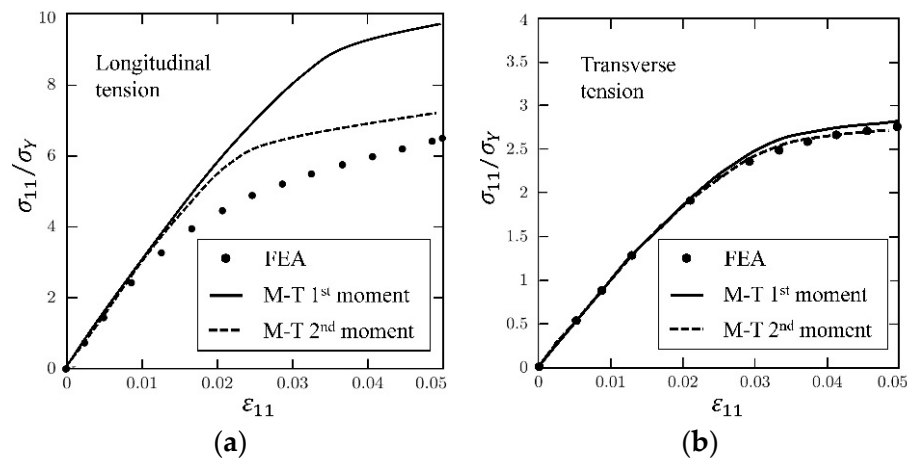 10
8
6
4
2
0
σ₁₁/σ_Y
Longitudinal
tension
FEA
M-T 1ˢᵗ moment
M-T 2ⁿᵈ moment
0 0.01 0.02 0.03 0.04 0.05
ε₁₁
(a)
4
3.5
3
2.5
2
1.5
1
0.5
0
σ₁₁/σ_Y
Transverse
tension
FEA
M-T 1ˢᵗ moment
M-T 2ⁿᵈ moment
0 0.01 0.02 0.03 0.04 0.05
ε₁₁
(b)